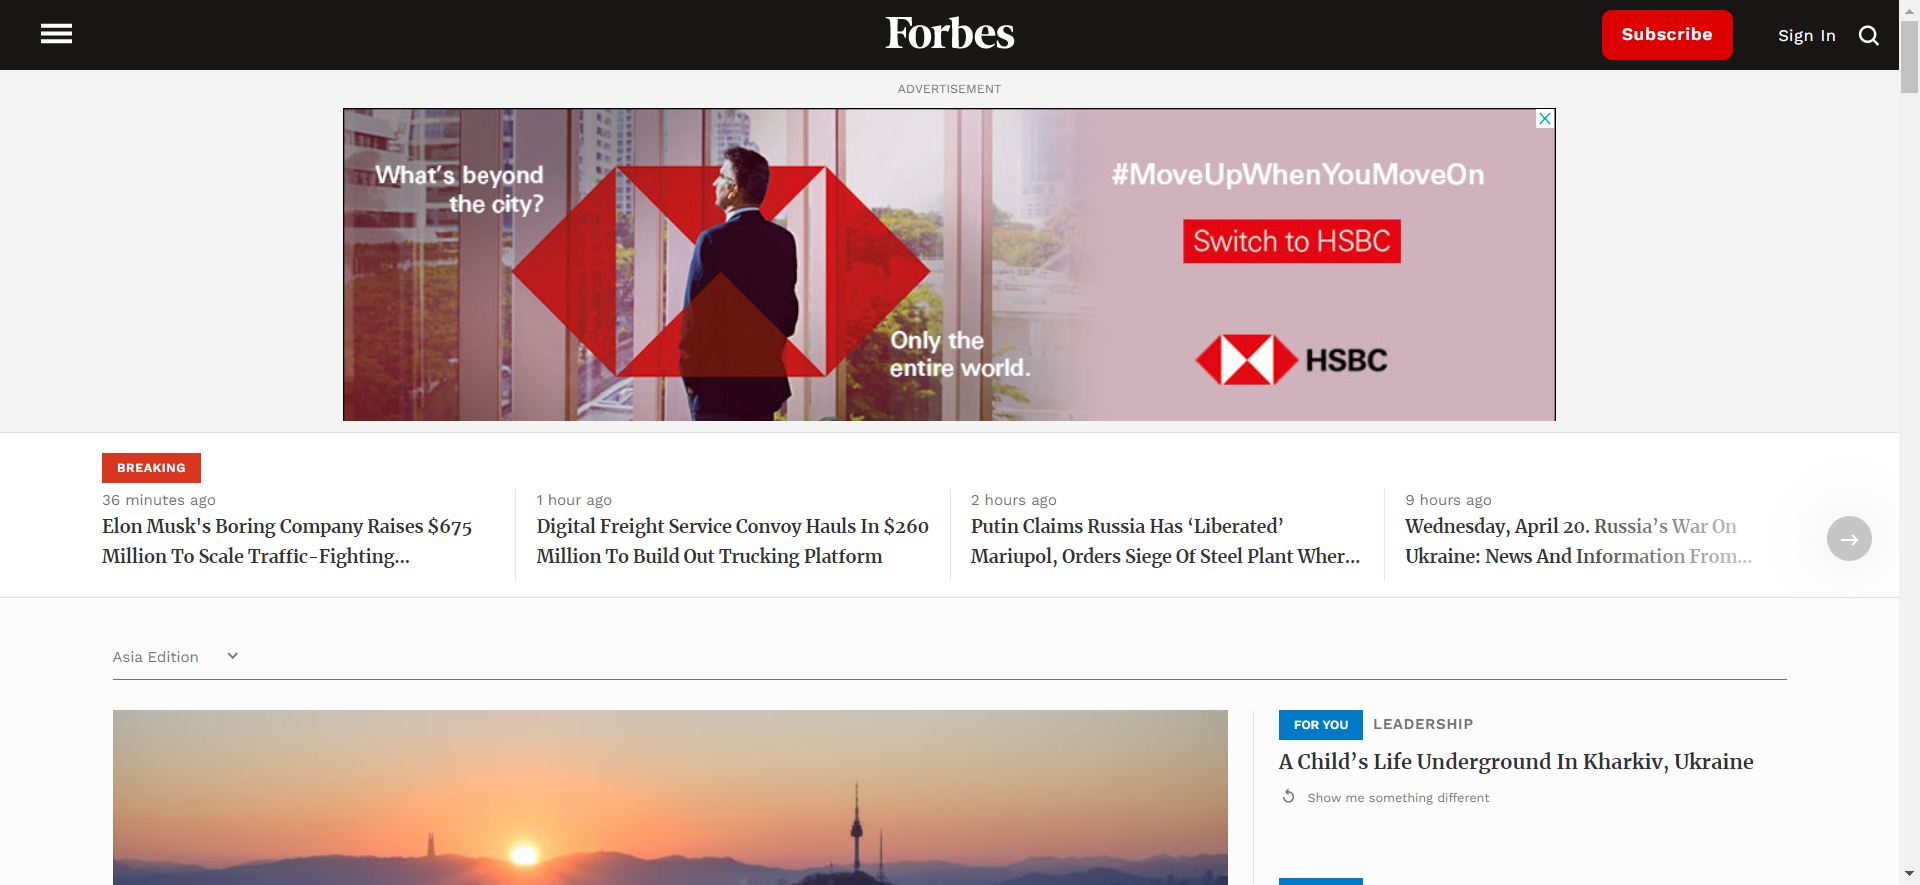 Forbes
Subscribe
Sign In
ADVERTISEMENT
What's beyond
the city?
Only the
entire world.
#MoveUpWhenYouMoveOn
Switch to HSBC
HSBC
BREAKING
36 minutes ago
Elon Musk's Boring Company Raises $675
Million To Scale Traffic-Fighting...
1 hour ago
Digital Freight Service Convoy Hauls In $260
Million To Build Out Trucking Platform
2 hours ago
Putin Claims Russia Has ‘Liberated’
Mariupol, Orders Siege Of Steel Plant Wher...
9 hours ago
Wednesday, April 20. Russia’s War On
Ukraine: News And Information From...
Asia Edition
FOR YOU LEADERSHIP
A Child’s Life Underground In Kharkiv, Ukraine
Show me something different